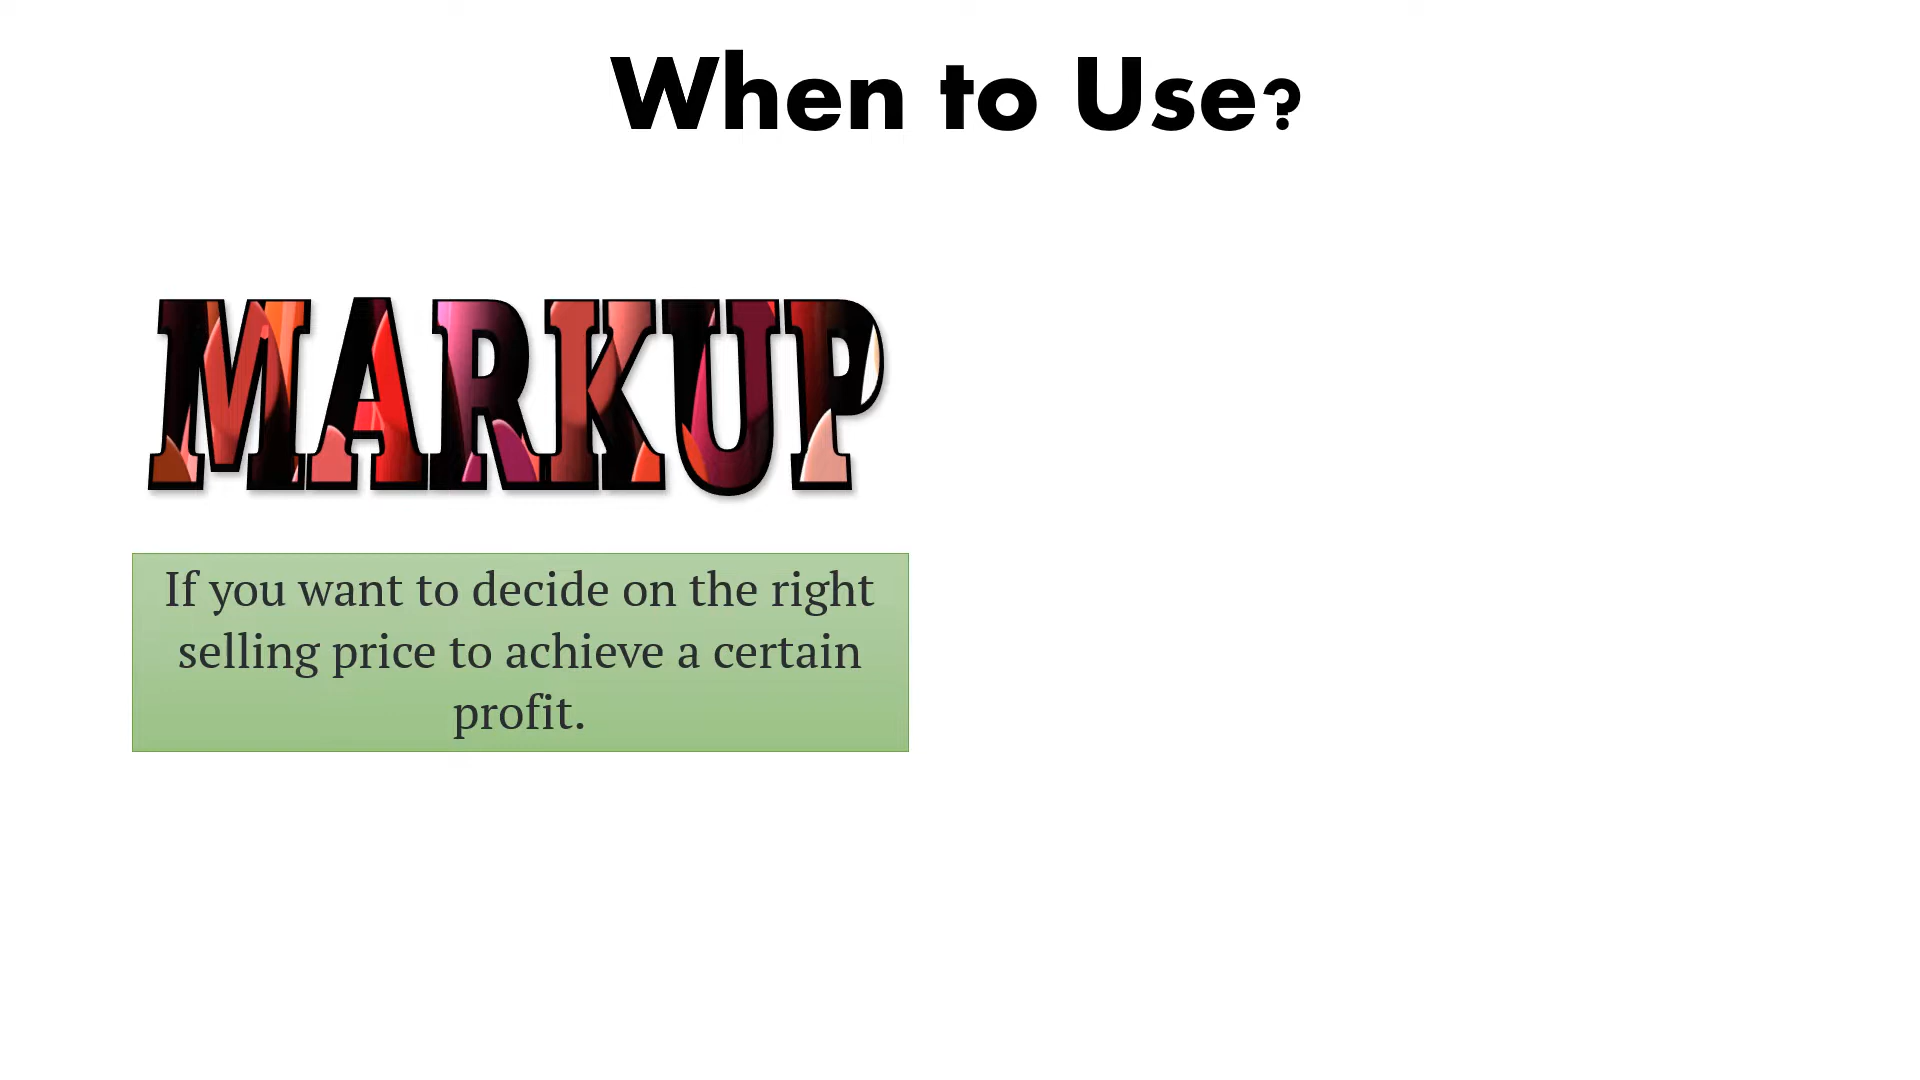 When to Use?
MARKUP
If you want to decide on the right
selling price to achieve a certain
profit.